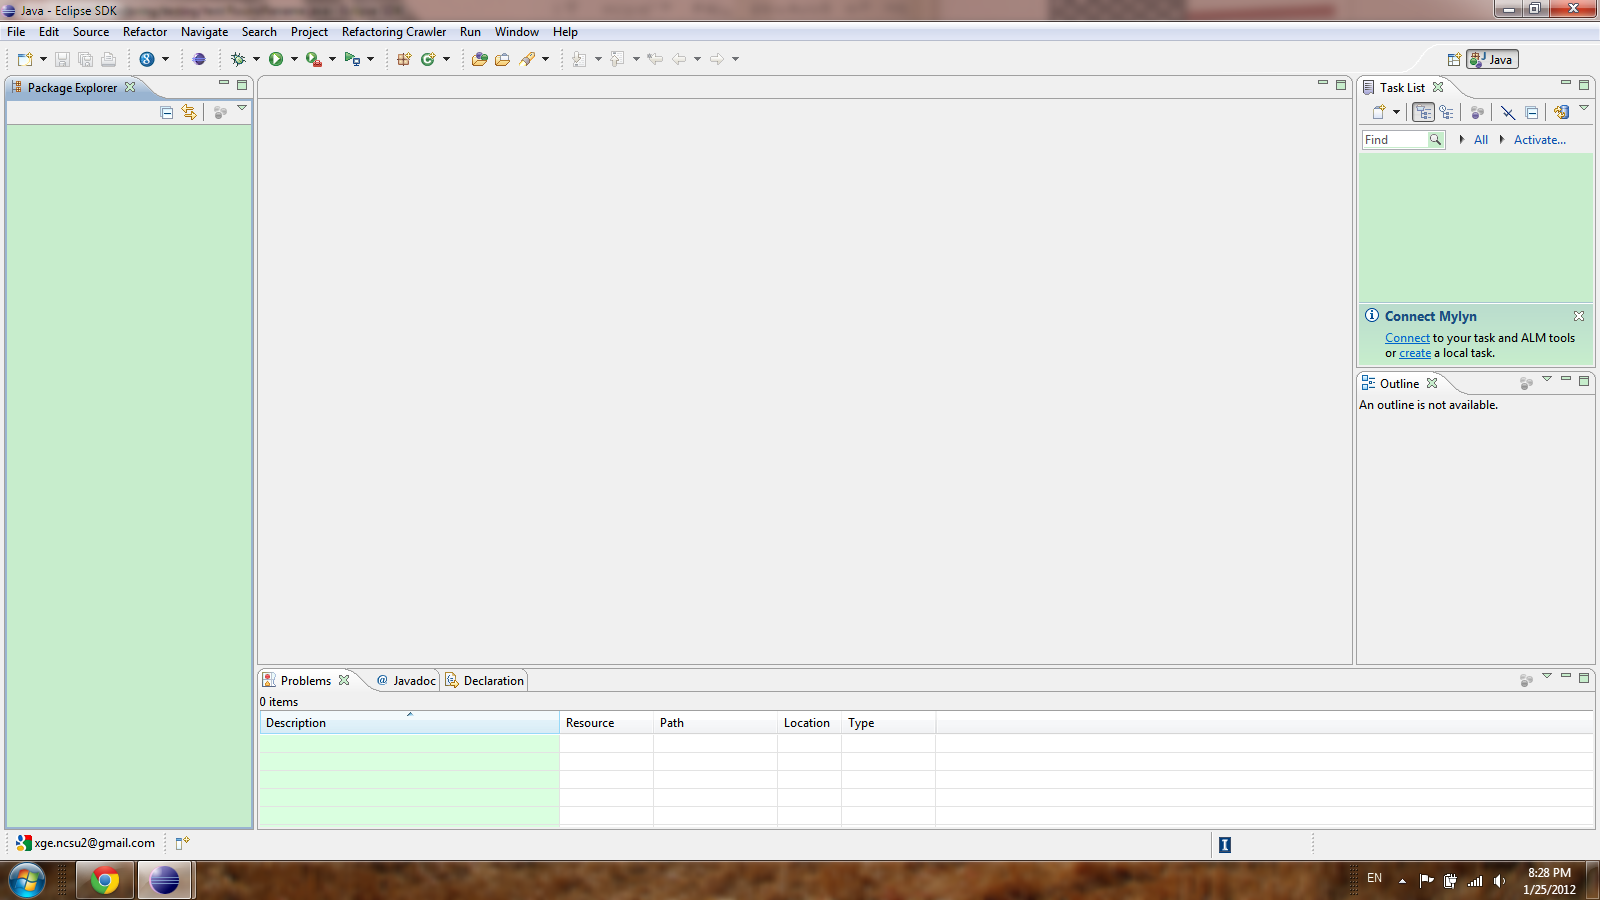 Java - Eclipse SDK
File Edit Source Refactor Navigate Search Project Refactoring Crawler Run Window Help
Java
Package Explorer
Task List
Find All Activate...
Connect Mylyn
Connect to your task and ALM tools
or create a local task.
Outline
An outline is not available.
Problems @ Javadoc Declaration
0 items
Description Resource Path Location Type
xge.ncsu2@gmail.com
EN
8:28 PM
1/25/2012